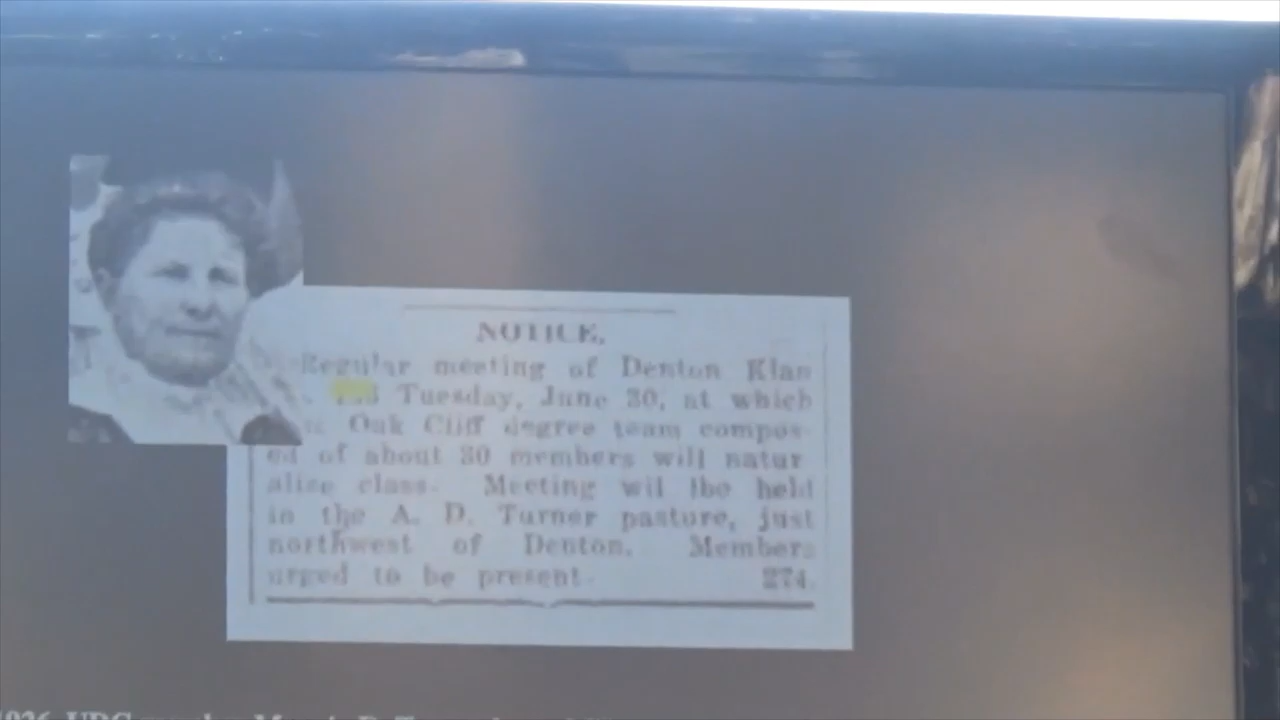 NOTICE.
Regular meeting of Denton Klan
Tuesday, June 30, at which
Oak Cliff degree team compos-
ed of about 30 members will natur
alize class. Meeting wil lbe held
in the A. D. Turner pasture, just
northwest of Denton. Members
urged to be present. 274.
1926, UDC